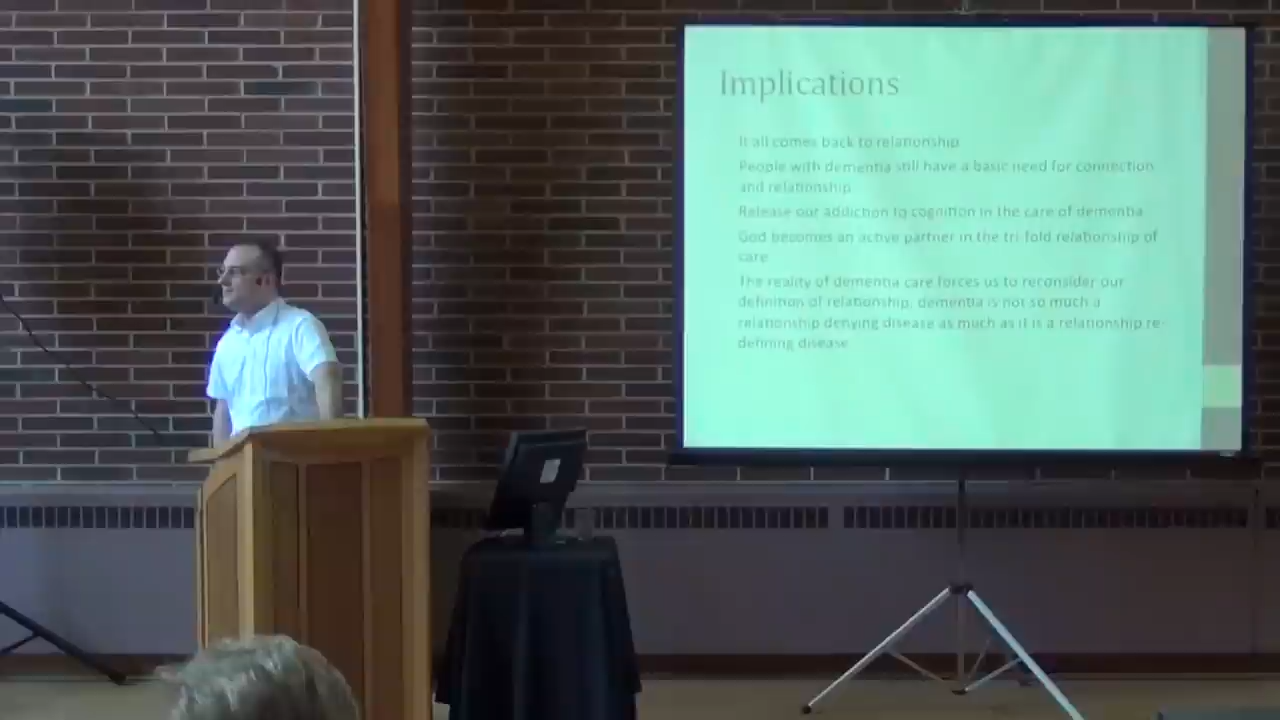 Implications
It all comes back to relationship
People with dementia still have a basic need for connection
and relationship
Release our addiction to cognition in the care of dementia
God becomes an active partner in the tri-fold relationship of
care
The reality of dementia care forces us to reconsider our
definition of relationship, dementia is not so much a
relationship denying disease as much as it is a relationship re-
defining disease